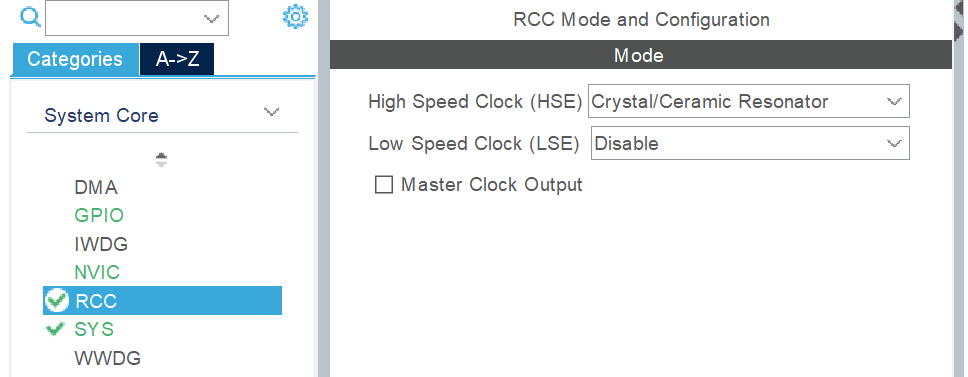 RCC Mode and Configuration
Categories A->Z
Mode
System Core
High Speed Clock (HSE) Crystal/Ceramic Resonator
Low Speed Clock (LSE) Disable
Master Clock Output
DMA
GPIO
IWDG
NVIC
RCC
SYS
WWDG